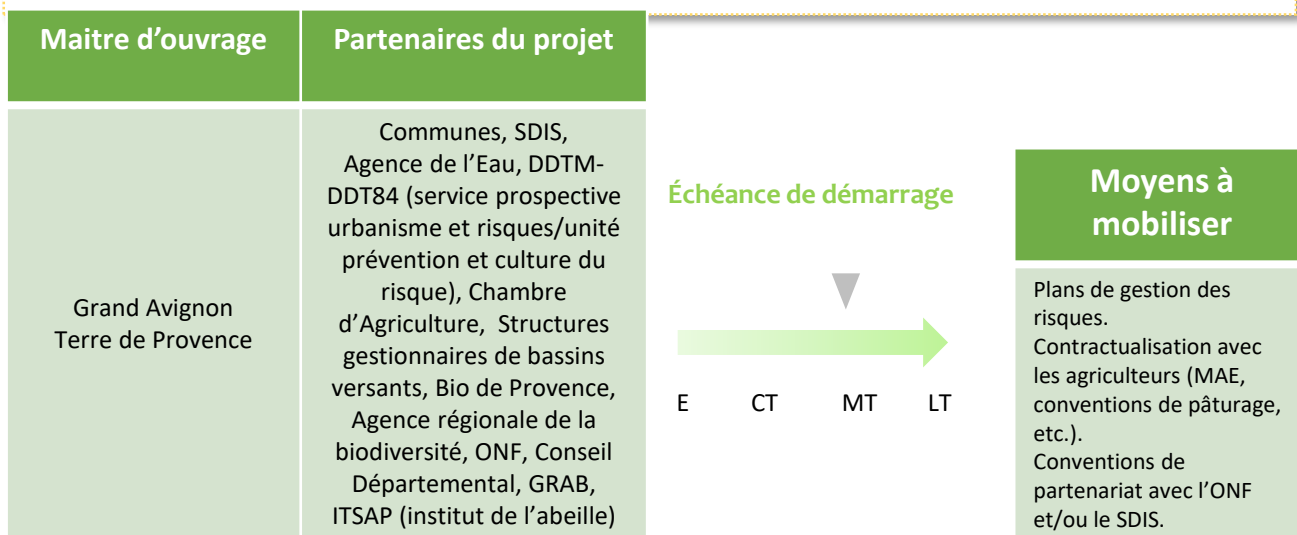 Maitre d'ouvrage
Partenaires du projet
Grand Avignon
Terre de Provence
Communes, SDIS,
Agence de l'Eau, DDTM-
DDT84 (service prospective
urbanisme et risques/unité
prévention et culture du
risque), Chambre
d'Agriculture, Structures
gestionnaires de bassins
versants, Bio de Provence,
Agence régionale de la
biodiversité, ONF, Conseil
Départemental, GRAB,
ITSAP (institut de l'abeille)
Échéance de démarrage
E CT MT LT
Moyens à
mobiliser
Plans de gestion des
risques.
Contractualisation avec
les agriculteurs (MAE,
conventions de pâturage,
etc.).
Conventions de
partenariat avec l'ONF
et/ou le SDIS.